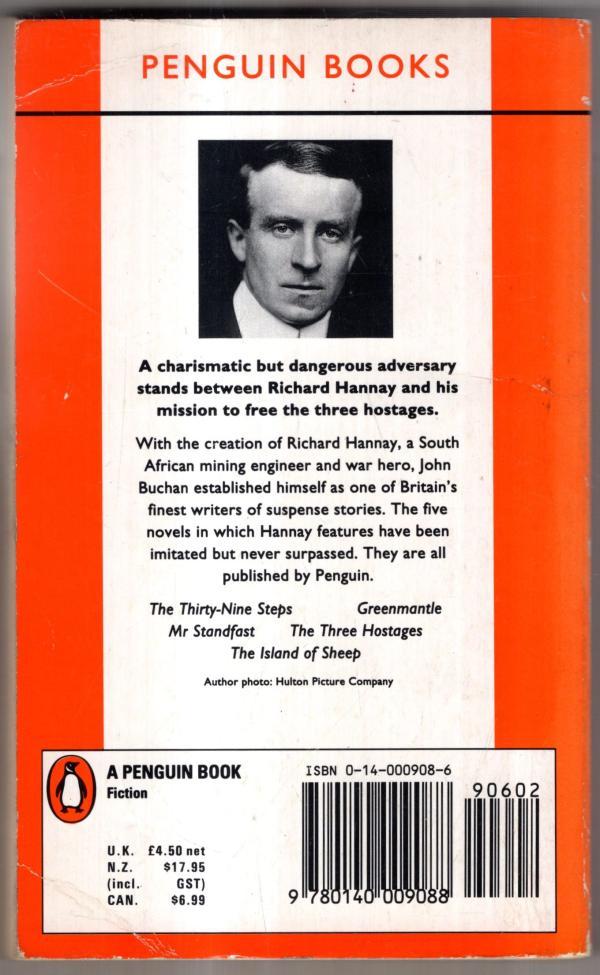 PENGUIN BOOKS
A charismatic but dangerous adversary
stands between Richard Hannay and his
mission to free the three hostages.
With the creation of Richard Hannay, a South
African mining engineer and war hero, John
Buchan established himself as one of Britain's
finest writers of suspense stories. The five
novels in which Hannay features have been
imitated but never surpassed. They are all
published by Penguin.
The Thirty-Nine Steps Greenmantle
Mr Standfast The Three Hostages
The Island of Sheep
Author photo: Hulton Picture Company
A PENGUIN BOOK
Fiction
U.K. £4.50 net
N.Z. $17.95
(incl. GST)
CAN. $6.99
ISBN 0-14-000908-6
90602
9 780140 009088